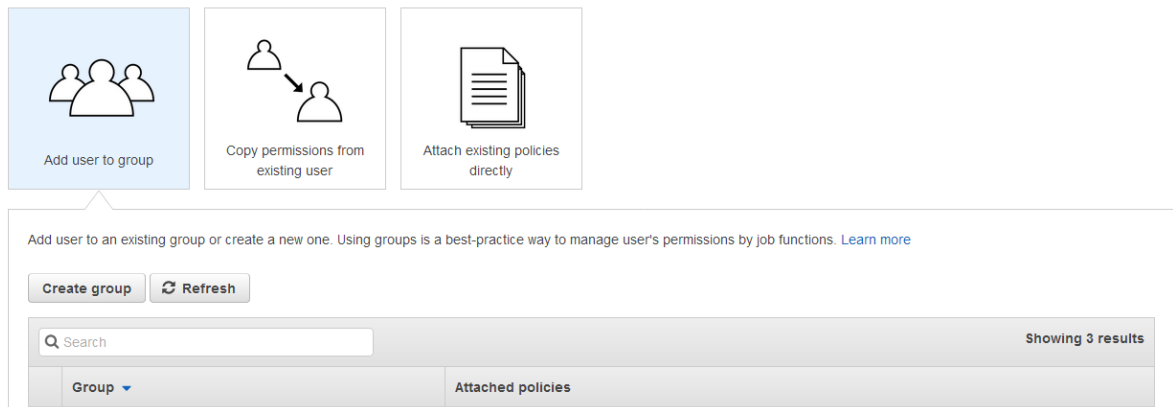 Add user to group
Copy permissions from
existing user
Attach existing policies
directly
Add user to an existing group or create a new one. Using groups is a best-practice way to manage user's permissions by job functions. Learn more
Create group
Refresh
Search
Showing 3 results
Group
Attached policies